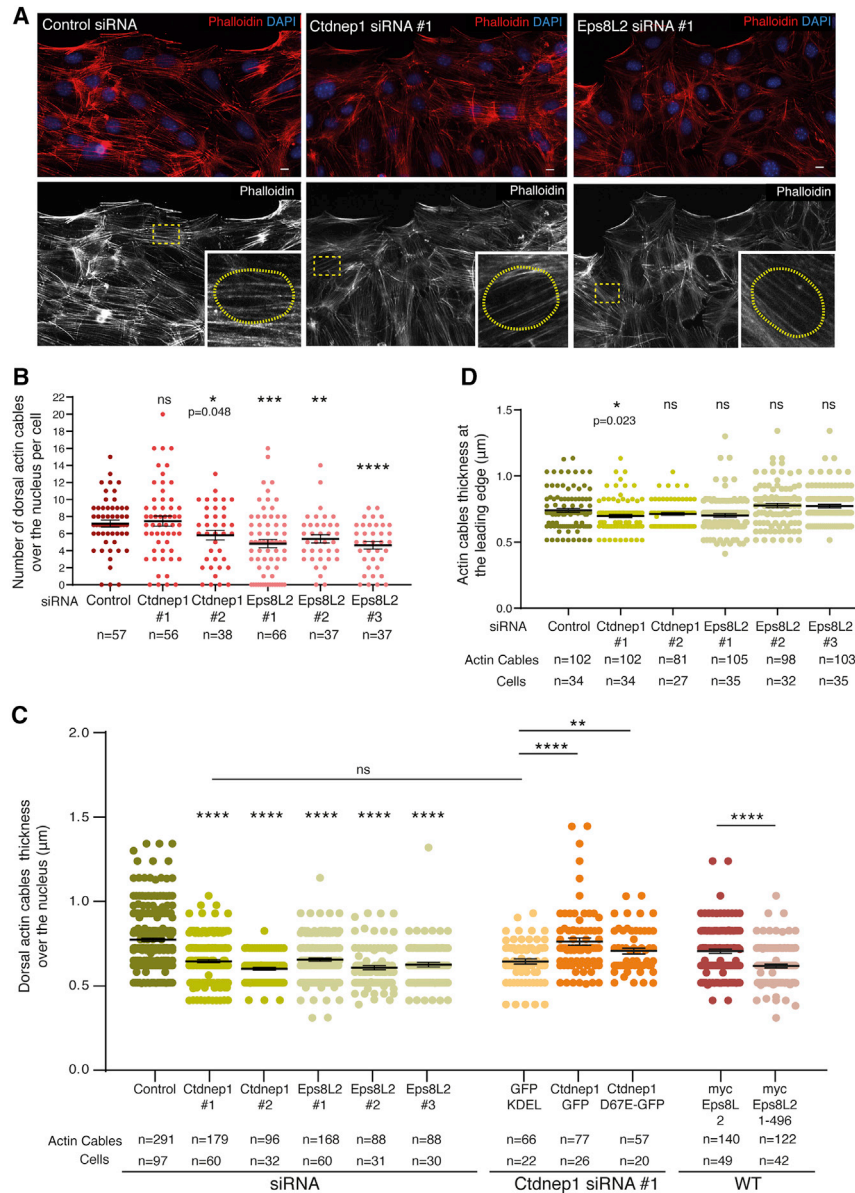 A
Control siRNA
Phalloidin DAPI
Ctdnep1 siRNA #1
Phalloidin DAPI
Eps8L2 siRNA #1
Phalloidin DAPI
Phalloidin
Phalloidin
Phalloidin
B
Number of dorsal actin cables
over the nucleus per cell
22
20
18
16
14
12
10
8
6
4
2
0
ns
*
p=0.048
***
**
****
siRNA
Control
Ctdnep1
#1
Ctdnep1
#2
Eps8L2
#1
Eps8L2
#2
Eps8L2
#3
n=57
n=56
n=38
n=66
n=37
n=37
D
Actin cables thickness at
the leading edge (µm)
1.5
1.0
0.5
0.0
*
p=0.023
ns
ns
ns
ns
siRNA
Control
Ctdnep1
#1
Ctdnep1
#2
Eps8L2
#1
Eps8L2
#2
Eps8L2
#3
Actin Cables
n=102
n=102
n=81
n=105
n=98
n=103
Cells
n=34
n=34
n=27
n=35
n=32
n=35
C
Dorsal actin cables thickness
over the nucleus (µm)
2.0
1.5
1.0
0.5
0.0
ns
**
****
****
****
****
****
****
****
Control
Ctdnep1
#1
Ctdnep1
#2
Eps8L2
#1
Eps8L2
#2
Eps8L2
#3
GFP
KDEL
Ctdnep1
GFP
Ctdnep1
D67E-GFP
myc
Eps8L
2
myc
Eps8L2
1-496
Actin Cables
n=291
n=179
n=96
n=168
n=88
n=88
n=66
n=77
n=57
n=140
n=122
Cells
n=97
n=60
n=32
n=60
n=31
n=30
n=22
n=26
n=20
n=49
n=42
siRNA
Ctdnep1 siRNA #1
WT